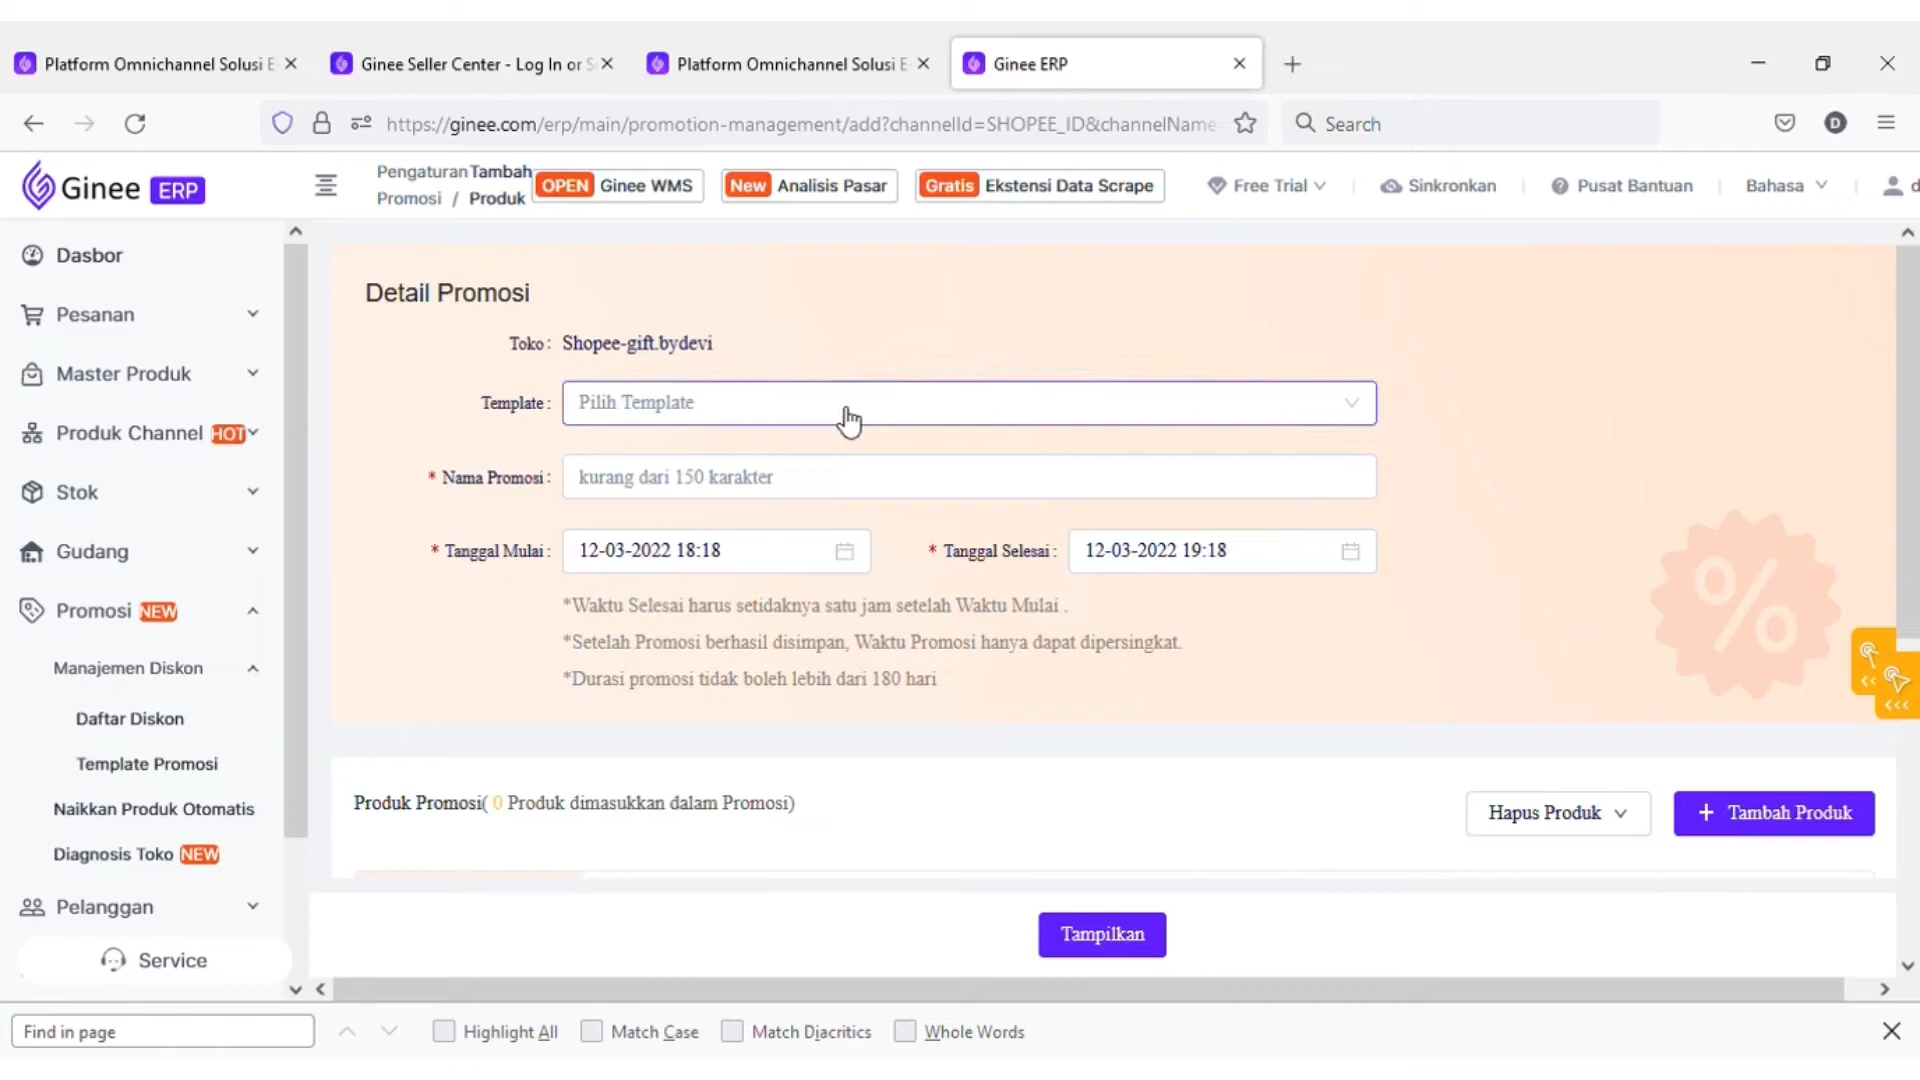 Platform Omnichannel Solusi E
Ginee Seller Center - Log In or S
Platform Omnichannel Solusi E
Ginee ERP
https://ginee.com/erp/main/promotion-management/add?channelId=SHOPEE_ID&channelName=
Search
D
Ginee ERP
Pengaturan Promosi / Tambah Produk
OPEN Ginee WMS
New Analisis Pasar
Gratis Ekstensi Data Scrape
Free Trial
Sinkronkan
Pusat Bantuan
Bahasa
d
Dasbor
Pesanan
Master Produk
Produk Channel HOT
Stok
Gudang
Promosi NEW
Manajemen Diskon
Daftar Diskon
Template Promosi
Naikkan Produk Otomatis
Diagnosis Toko NEW
Pelanggan
Service
Detail Promosi
Toko : Shopee-gift.bydevi
Template : Pilih Template
* Nama Promosi : kurang dari 150 karakter
* Tanggal Mulai : 12-03-2022 18:18
* Tanggal Selesai : 12-03-2022 19:18
*Waktu Selesai harus setidaknya satu jam setelah Waktu Mulai .
*Setelah Promosi berhasil disimpan, Waktu Promosi hanya dapat dipersingkat.
*Durasi promosi tidak boleh lebih dari 180 hari
%
Produk Promosi( 0 Produk dimasukkan dalam Promosi)
Hapus Produk
+ Tambah Produk
Tampilkan
Find in page
Highlight All
Match Case
Match Diacritics
Whole Words